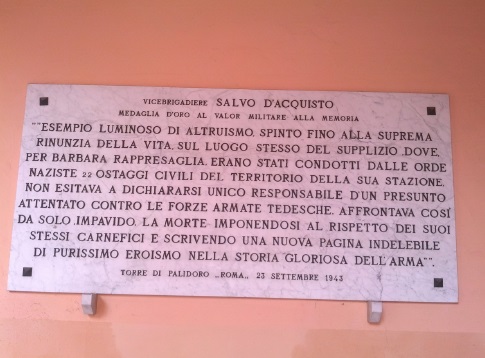 VICEBRIGADIERE SALVO D'ACQUISTO
MEDAGLIA D'ORO AL VALOR MILITARE ALLA MEMORIA
""ESEMPIO LUMINOSO DI ALTRUISMO, SPINTO FINO ALLA SUPREMA
RINUNZIA DELLA VITA, SUL LUOGO STESSO DEL SUPPLIZIO, DOVE,
PER BARBARA RAPPRESAGLIA, ERANO STATI CONDOTTI DALLE ORDE
NAZISTE 22 OSTAGGI CIVILI DEL TERRITORIO DELLA SUA STAZIONE,
NON ESITAVA A DICHIARARSI UNICO RESPONSABILE D'UN PRESUNTO
ATTENTATO CONTRO LE FORZE ARMATE TEDESCHE. AFFRONTAVA COSÍ
DA SOLO, IMPAVIDO, LA MORTE IMPONENDOSI AL RISPETTO DEI SUOI
STESSI CARNEFICI E SCRIVENDO UNA NUOVA PAGINA INDELEBILE
DI PURISSIMO EROISMO NELLA STORIA GLORIOSA DELL'ARMA"".
TORRE DI PALIDORO „ROMA„ 23 SETTEMBRE 1943